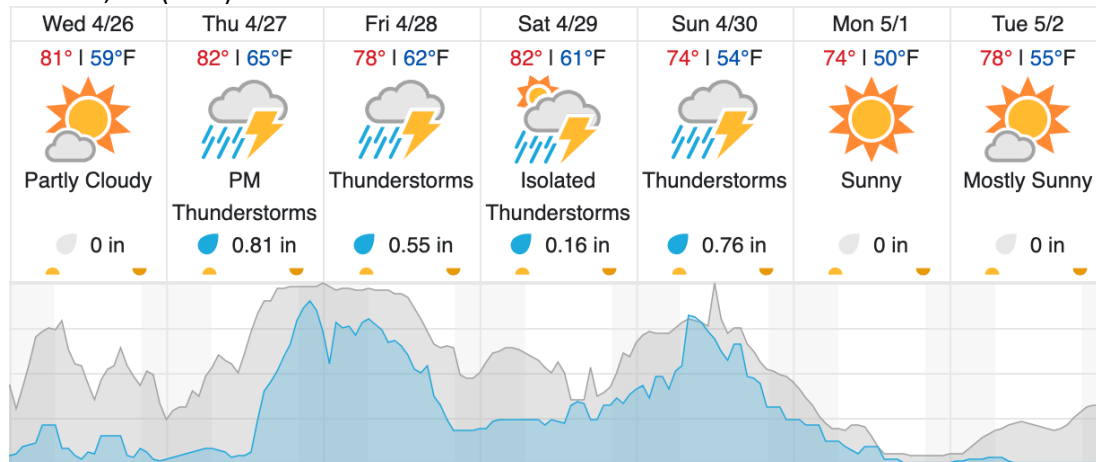 Wed 4/26 Thu 4/27 Fri 4/28 Sat 4/29 Sun 4/30 Mon 5/1 Tue 5/2
81° | 59°F 82° | 65°F 78° | 62°F 82° | 61°F 74° | 54°F 74° | 50°F 78° | 55°F
Partly Cloudy PM Thunderstorms Isolated Thunderstorms Sunny Mostly Sunny
Thunderstorms Thunderstorms
0 in 0.81 in 0.55 in 0.16 in 0.76 in 0 in 0 in